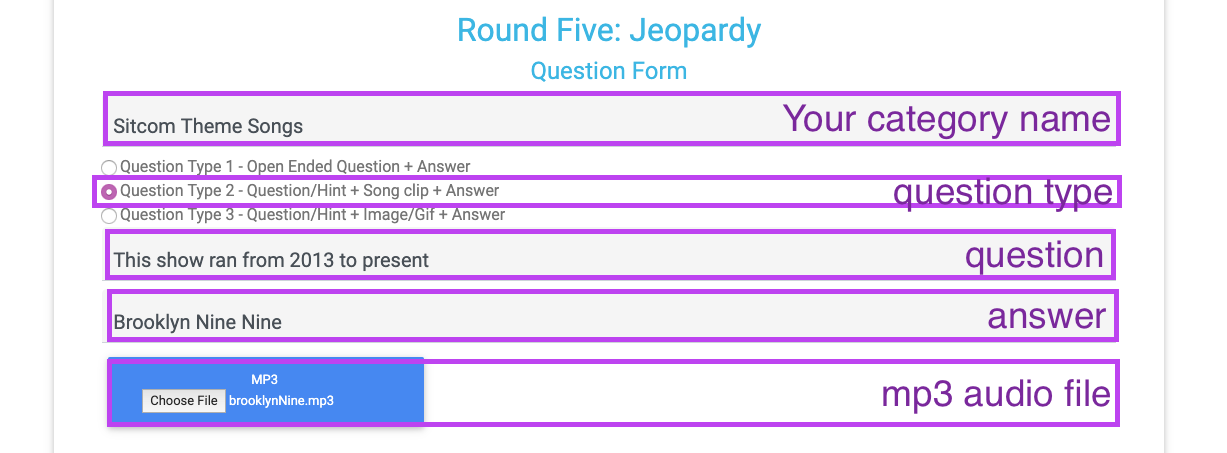 Round Five: Jeopardy
Question Form
Sitcom Theme Songs Your category name
Question Type 1 - Open Ended Question + Answer
Question Type 2 - Question/Hint + Song clip + Answer question type
Question Type 3 - Question/Hint + Image/Gif + Answer
This show ran from 2013 to present question
Brooklyn Nine Nine answer
MP3
Choose File brooklynNine.mp3 mp3 audio file